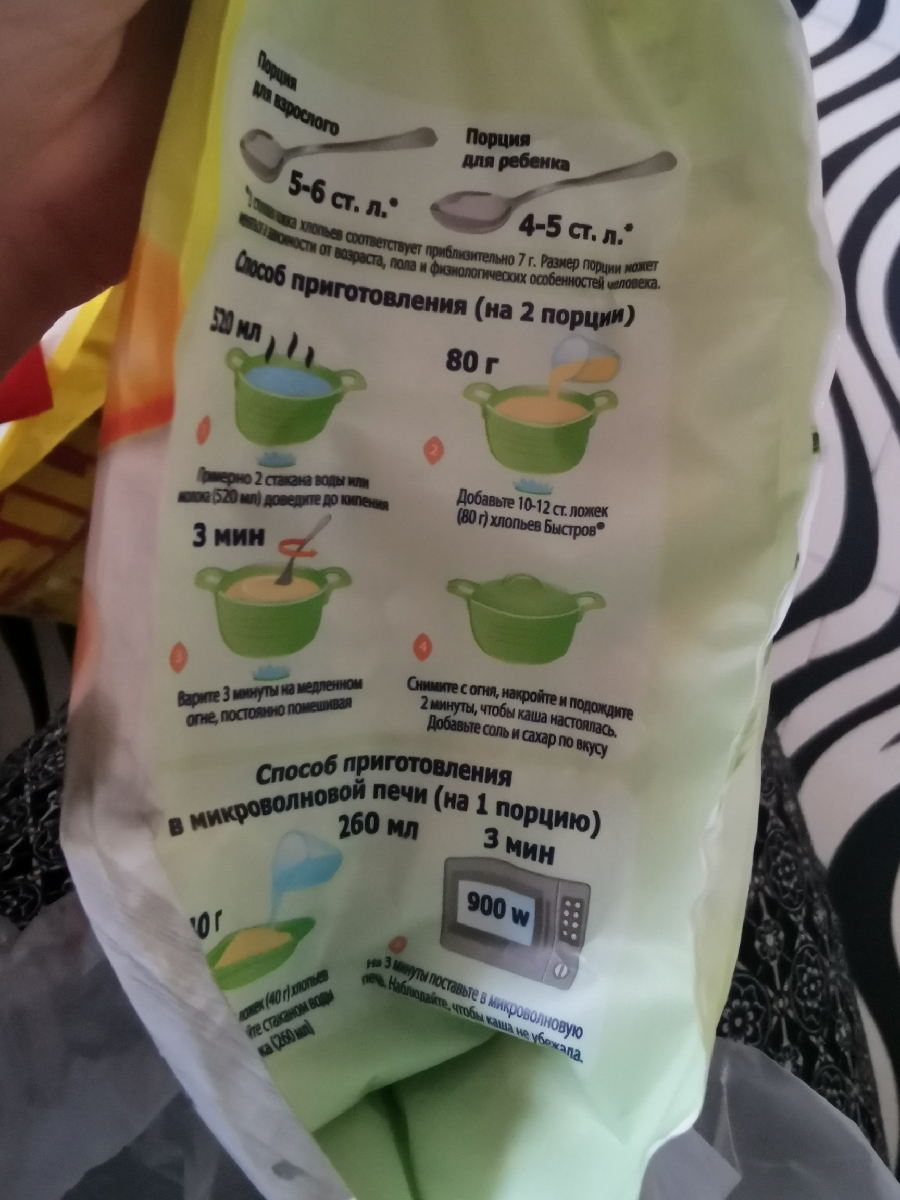 Порция
для взрослого
5-6 ст. л.*
Порция
для ребенка
4-5 ст. л.*
хлопьев соответствует приблизительно 7 г. Размер порции может
от возраста, пола и физиологических особенностей человека.
Способ приготовления (на 2 порции)
520 мл
1
Примерно 2 стакана воды или
молока (520 мл) доведите до кипения
80 г
2
Добавьте 10-12 ст. ложек
(80 г) хлопьев Быстров®
3 мин
3
Варите 3 минуты на медленном
огне, постоянно помешивая
4
Снимите с огня, накройте и подождите
2 минуты, чтобы каша настоялась.
Добавьте соль и сахар по вкусу
Способ приготовления
в микроволновой печи (на 1 порцию)
260 мл
(40 г) хлопьев
стаканом воды
(260 мл)
3 мин
900 w
на 3 минуты поставьте в микроволновую
печь. Наблюдайте, чтобы каша не убежала.